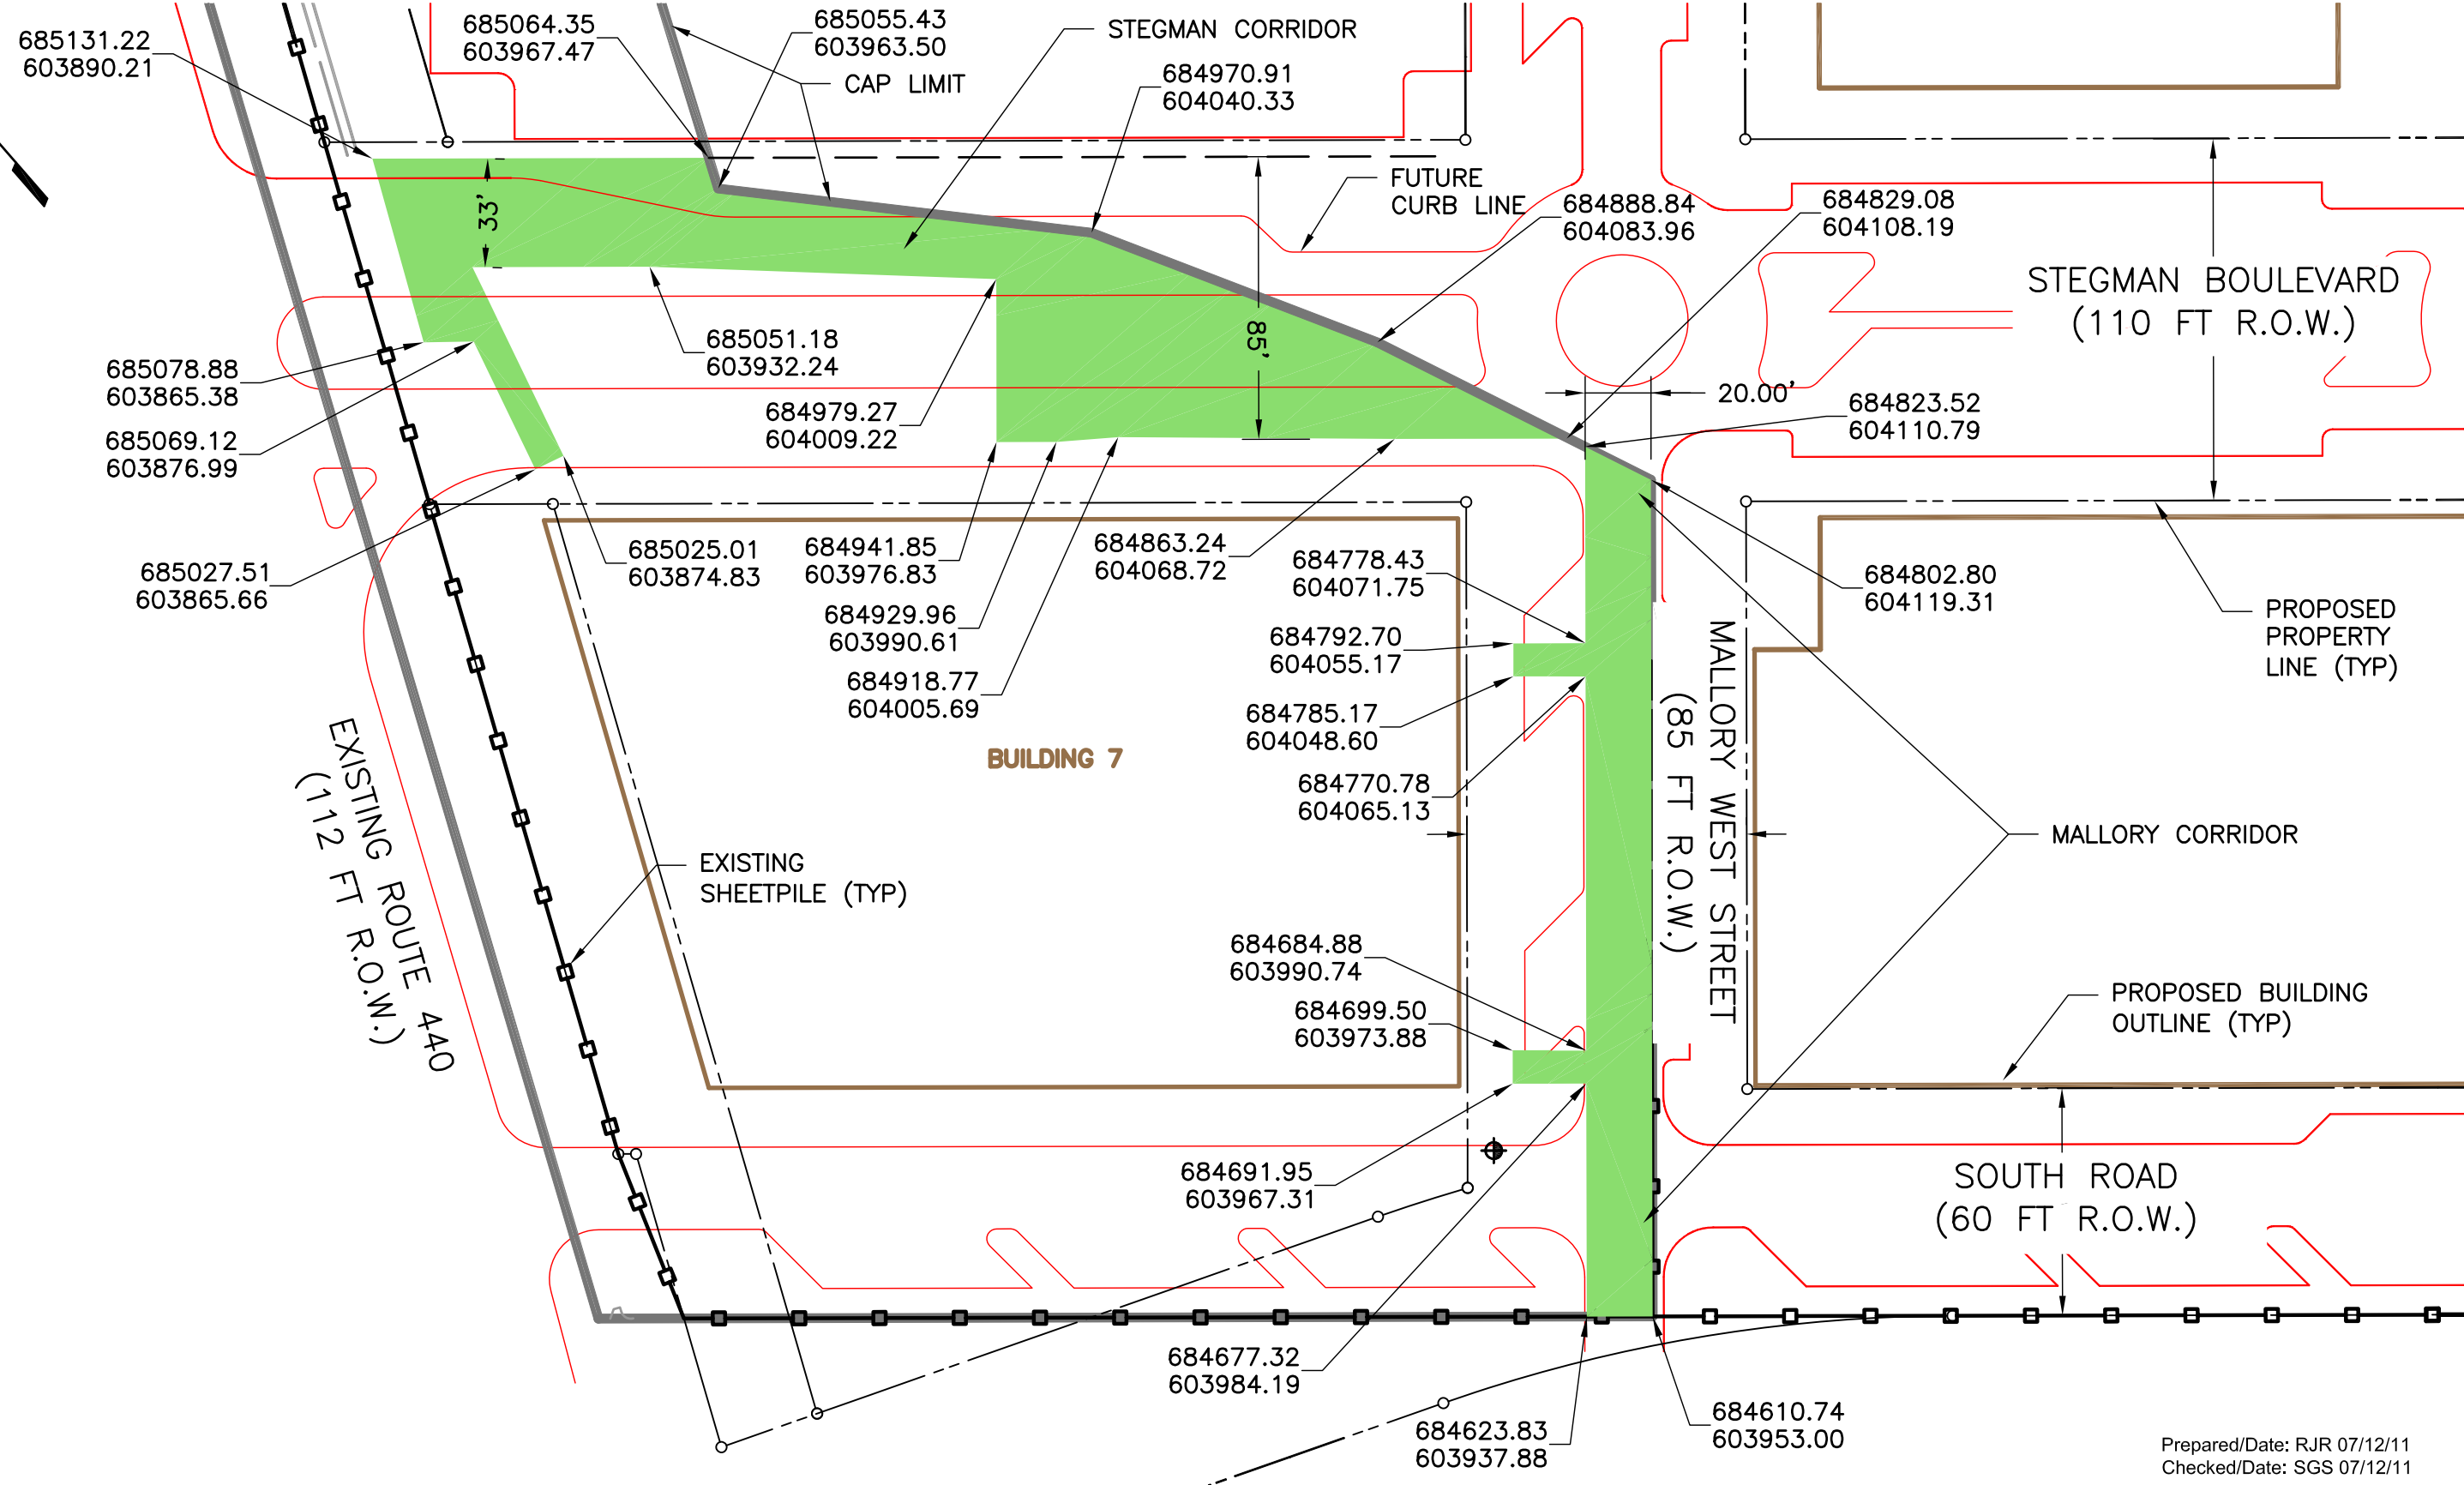 685131.22
603890.21
685064.35
603967.47
685055.43
603963.50
STEGMAN CORRIDOR
CAP LIMIT
684970.91
604040.33
33'
FUTURE
CURB LINE
684888.84
604083.96
684829.08
604108.19
STEGMAN BOULEVARD
(110 FT R.O.W.)
685078.88
603865.38
685051.18
603932.24
85'
20.00'
684979.27
604009.22
684823.52
604110.79
685069.12
603876.99
685027.51
603865.66
685025.01
603874.83
684941.85
603976.83
684863.24
604068.72
684778.43
604071.75
684802.80
604119.31
684929.96
603990.61
684792.70
604055.17
PROPOSED
PROPERTY
LINE (TYP)
684918.77
604005.69
684785.17
604048.60
MALLORY WEST STREET
(85 FT R.O.W.)
BUILDING 7
684770.78
604065.13
EXISTING ROUTE 440
(112 FT R.O.W.)
MALLORY CORRIDOR
EXISTING
SHEETPILE (TYP)
684684.88
603990.74
684699.50
603973.88
PROPOSED BUILDING
OUTLINE (TYP)
684691.95
603967.31
SOUTH ROAD
(60 FT R.O.W.)
684677.32
603984.19
684623.83
603937.88
684610.74
603953.00
Prepared/Date: RJR 07/12/11
Checked/Date: SGS 07/12/11